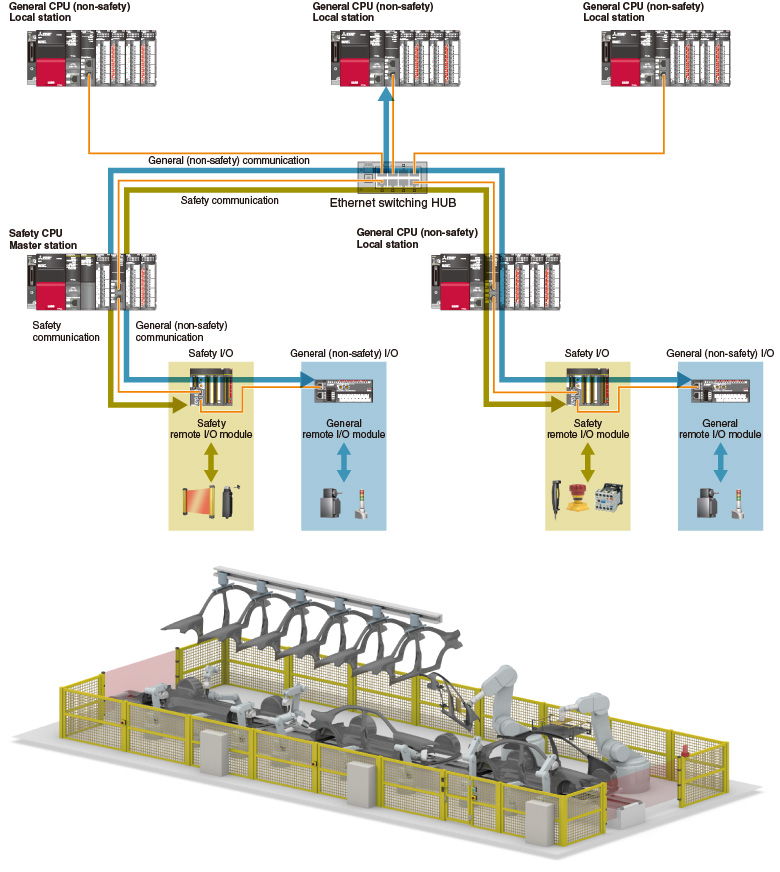 General CPU (non-safety)
Local station
General CPU (non-safety)
Local station
General CPU (non-safety)
Local station
General (non-safety) communication
Safety communication
Ethernet switching HUB
Safety CPU
Master station
General CPU (non-safety)
Local station
Safety
communication
General (non-safety)
communication
Safety I/O
General (non-safety) I/O
Safety I/O
General (non-safety) I/O
Safety
remote I/O module
General
remote I/O module
Safety
remote I/O module
General
remote I/O module